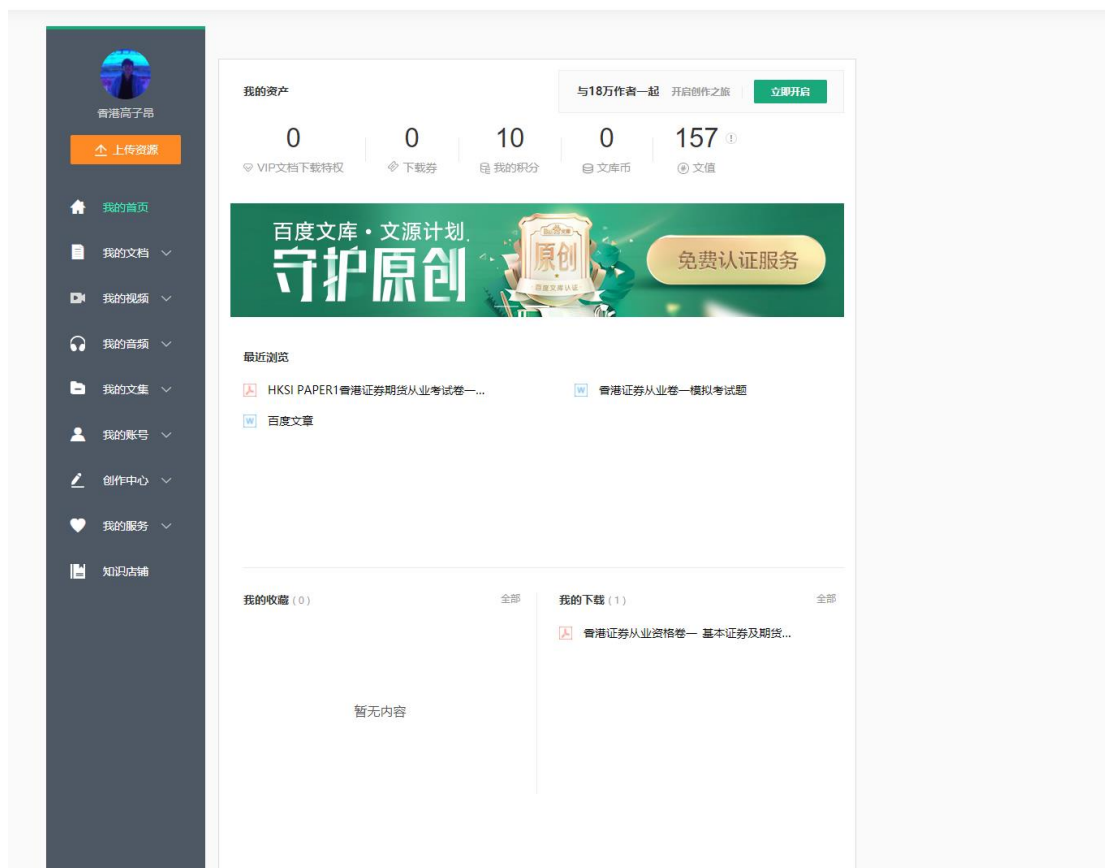 香港高子昂
上传资源
我的首页
我的文档
我的视频
我的音频
我的文集
我的账号
创作中心
我的服务
知识店铺
我的资产
与18万作者一起 开启创作之旅 立即开启
0 0 10 0 157
VIP文档下载特权 下载券 我的积分 文库币 文值
百度文库·文源计划
守护原创
原创
百度文库认证
免费认证服务
最近浏览
HKSI PAPER1香港证券期货从业考试卷一...
香港证券从业卷一模拟考试题
百度文章
我的收藏 (0) 全部
暂无内容
我的下载 (1) 全部
香港证券从业资格卷一 基本证券及期货...